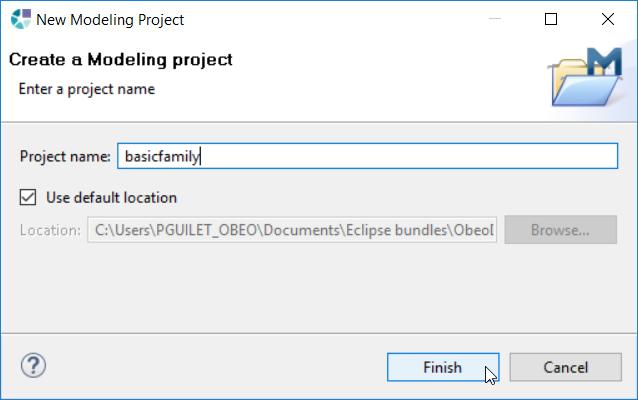 New Modeling Project
Create a Modeling project
Enter a project name
Project name: basicfamily
Use default location
Location: C:\Users\PGUILET_OBEO\Documents\Eclipse bundles\Obeo Browse...
? Finish Cancel